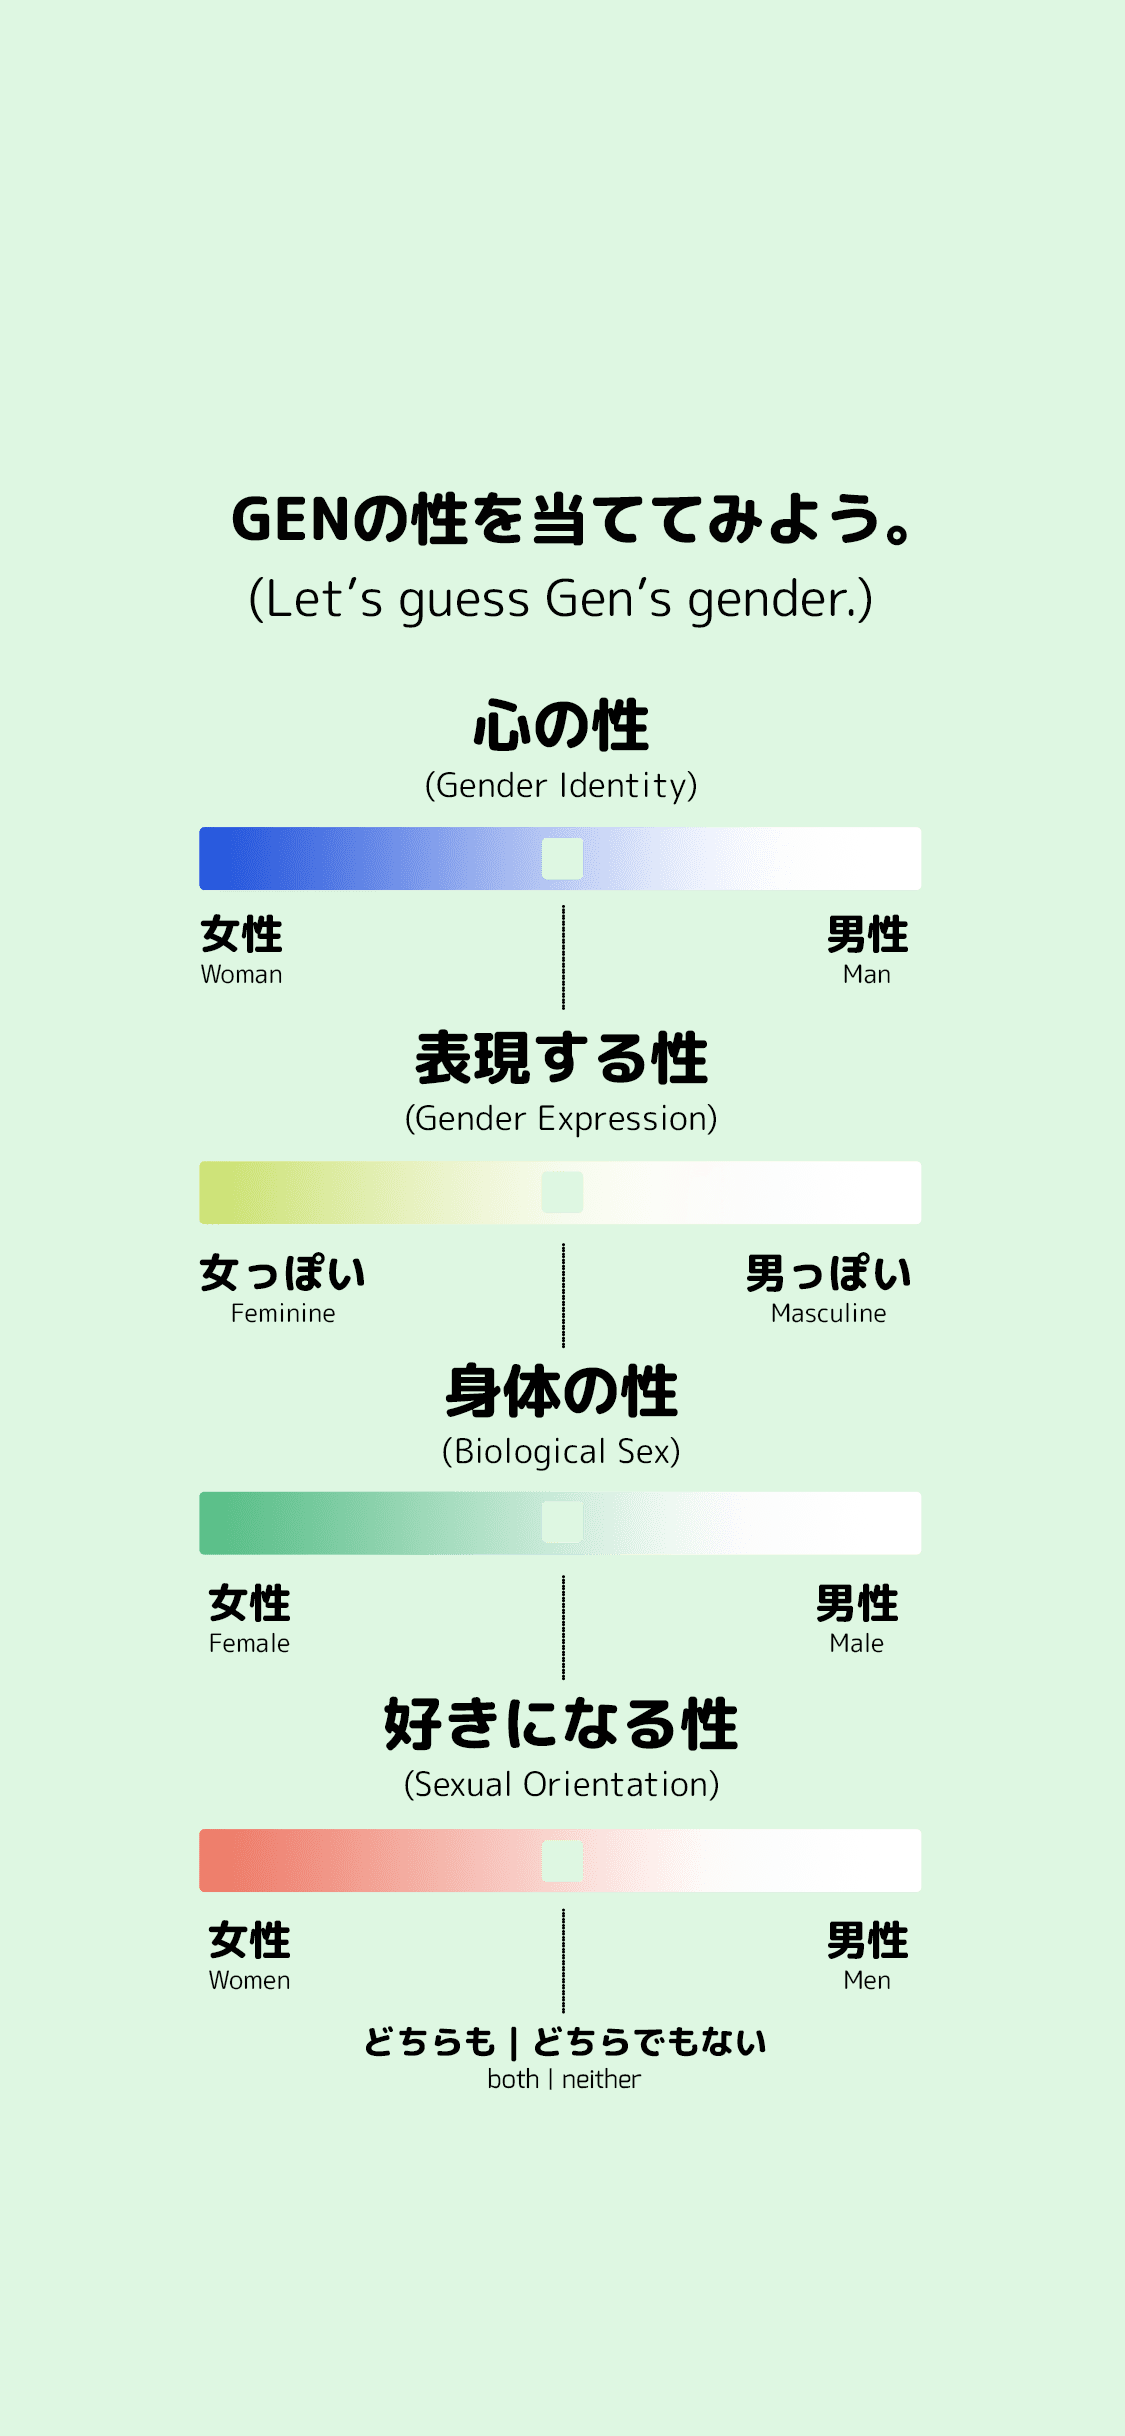 GENの性を当ててみよう。
(Let’s guess Gen’s gender.)
心の性
(Gender Identity)
女性 男性
Woman Man
表現する性
(Gender Expression)
女っぽい 男っぽい
Feminine Masculine
身体の性
(Biological Sex)
女性 男性
Female Male
好きになる性
(Sexual Orientation)
女性 男性
Women Men
どちらも | どちらでもない
both | neither